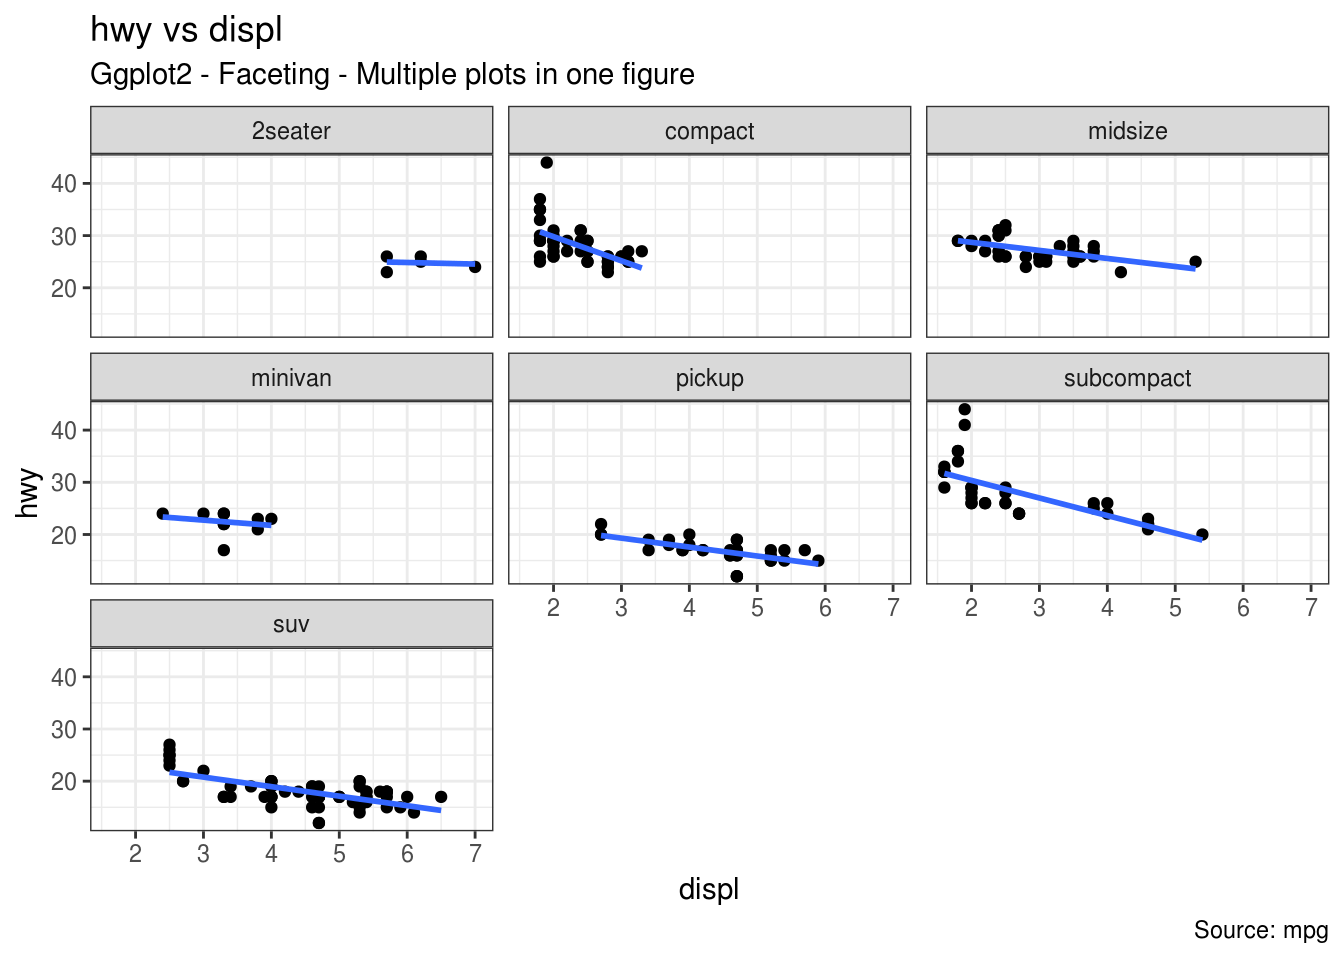 hwy vs displ
Ggplot2 - Faceting - Multiple plots in one figure
2seater compact midsize
40
30
20
minivan pickup subcompact
40
30
20
hwy
2 3 4 5 6 7 2 3 4 5 6 7
suv
40
30
20
2 3 4 5 6 7
displ
Source: mpg